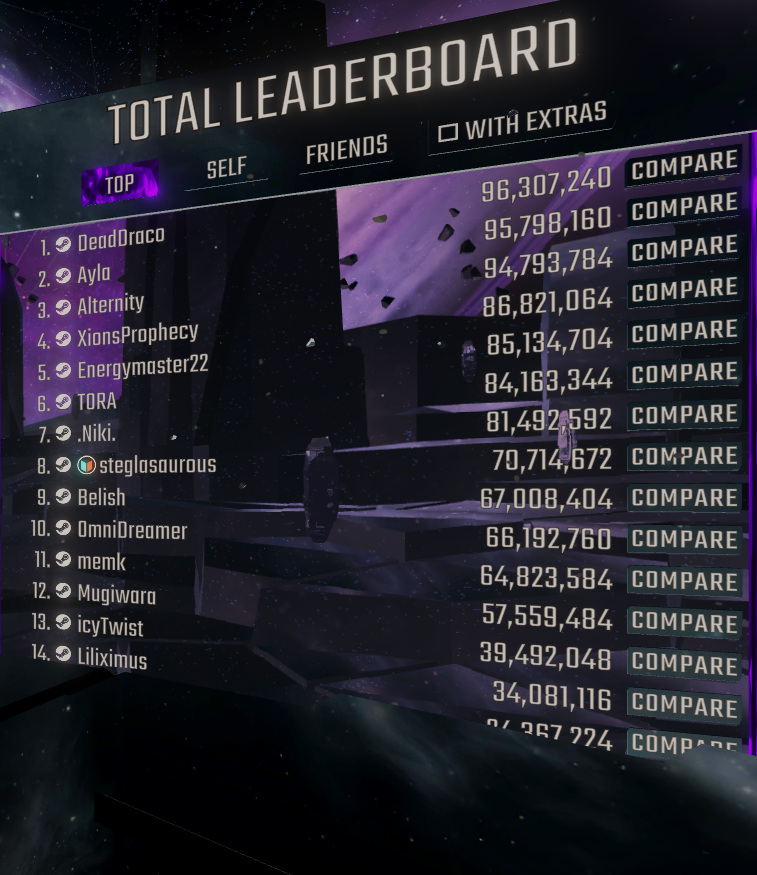 TOTAL LEADERBOARD
TOP SELF FRIENDS WITH EXTRAS
1. DeadDraco 96,307,240 COMPARE
2. Ayla 95,798,160 COMPARE
3. Alternity 94,793,784 COMPARE
4. XionsProphecy 86,821,064 COMPARE
5. Energymaster22 85,134,704 COMPARE
6. TORA 84,163,344 COMPARE
7. .Niki. 81,492,592 COMPARE
8. steglasaurous 70,714,672 COMPARE
9. Belish 67,008,404 COMPARE
10. OmniDreamer 66,192,760 COMPARE
11. memk 64,823,584 COMPARE
12. Mugiwara 57,559,484 COMPARE
13. icyTwist 39,492,048 COMPARE
14. Liliximus 34,081,116 COMPARE
COMPARE